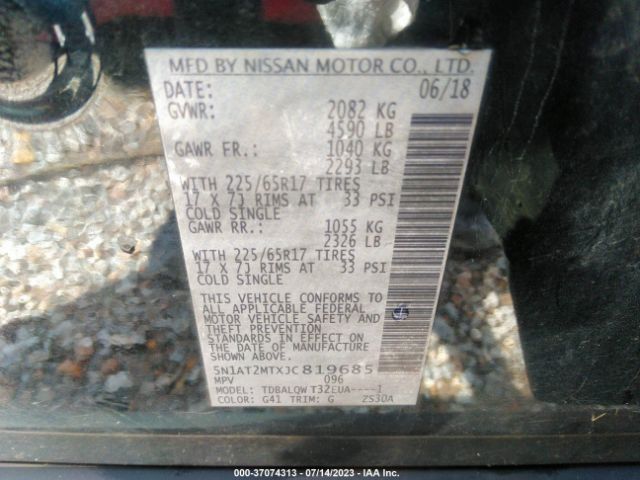 MFD BY NISSAN MOTOR CO., LTD.
DATE: 06/18
GVWR: 2082 KG
4590 LB
GAWR FR.: 1040 KG
2293 LB
WITH 225/65R17 TIRES
17 X 7J RIMS AT 33 PSI
COLD SINGLE
GAWR RR.: 1055 KG
2326 LB
WITH 225/65R17 TIRES
17 X 7J RIMS AT 33 PSI
COLD SINGLE
THIS VEHICLE CONFORMS TO
ALL APPLICABLE FEDERAL
MOTOR VEHICLE SAFETY AND
THEFT PREVENTION
STANDARDS IN EFFECT ON
THE DATE OF MANUFACTURE
SHOWN ABOVE.
5N1AT2MTXJC819685
MPV 096
MODEL: TDBALQWT32EUA----I
COLOR: G41 TRIM: G ZS30A
000-37074313 - 07/14/2023 - IAA Inc.